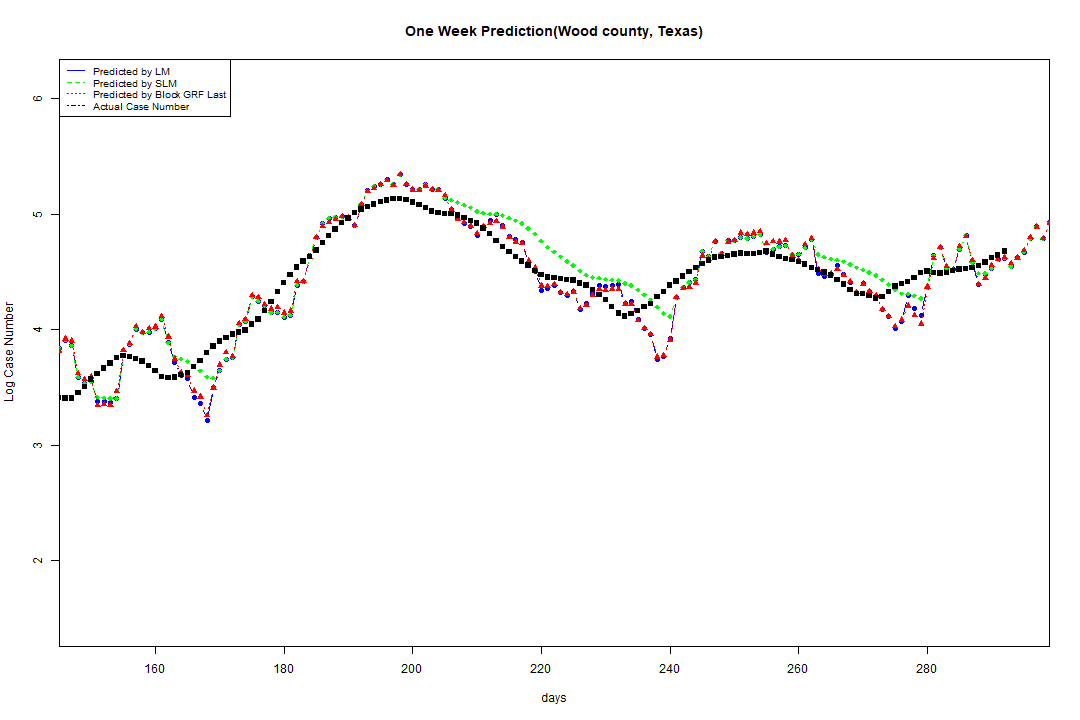 One Week Prediction(Wood county, Texas)
Predicted by LM
Predicted by SLM
Predicted by Block GRF Last
Actual Case Number
Log Case Number
6
5
4
3
2
160 180 200 220 240 260 280
days